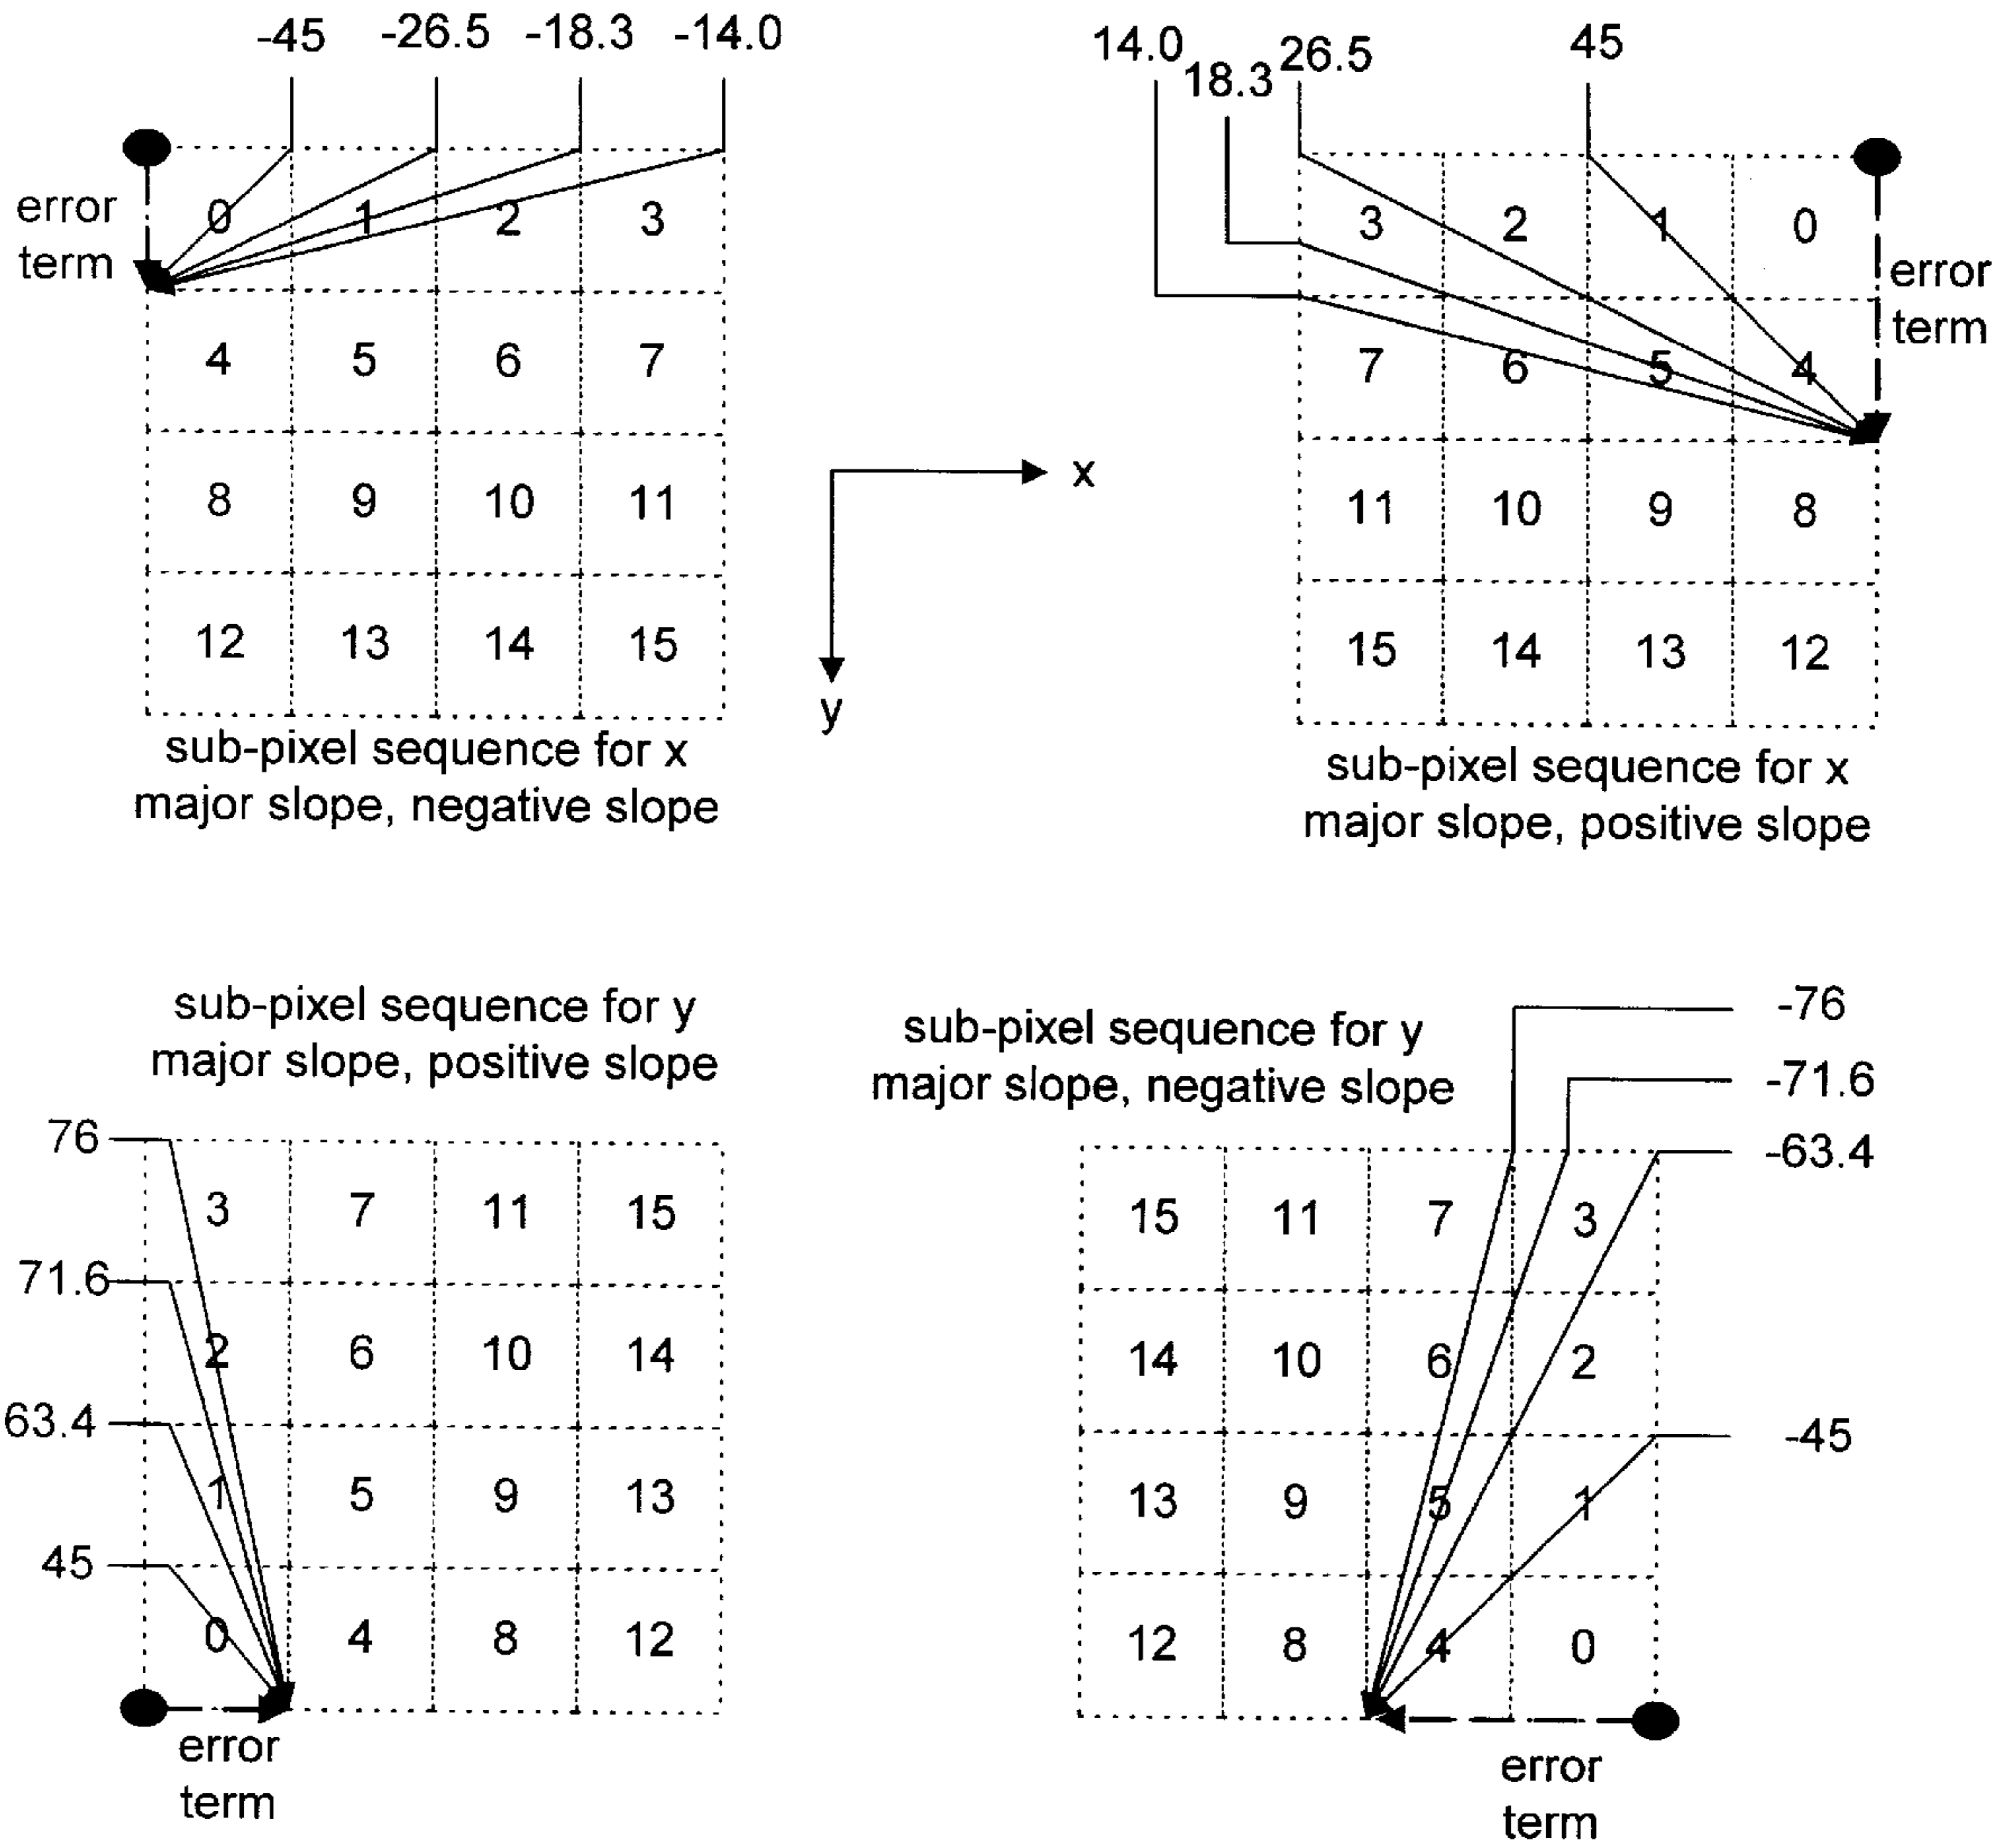 -45 -26.5 -18.3 -14.0
error
term
0 1 2 3
4 5 6 7
8 9 10 11
12 13 14 15
sub-pixel sequence for x
major slope, negative slope
x
y
14.0
18.3
26.5
45
3 2 1 0
error
term
7 6 5 4
11 10 9 8
15 14 13 12
sub-pixel sequence for x
major slope, positive slope
sub-pixel sequence for y
major slope, positive slope
76
3 7 11 15
71.6
2 6 10 14
63.4
1 5 9 13
45
0 4 8 12
error
term
sub-pixel sequence for y
major slope, negative slope
-76
-71.6
-63.4
15 11 7 3
14 10 6 2
-45
13 9 5 1
12 8 4 0
error
term